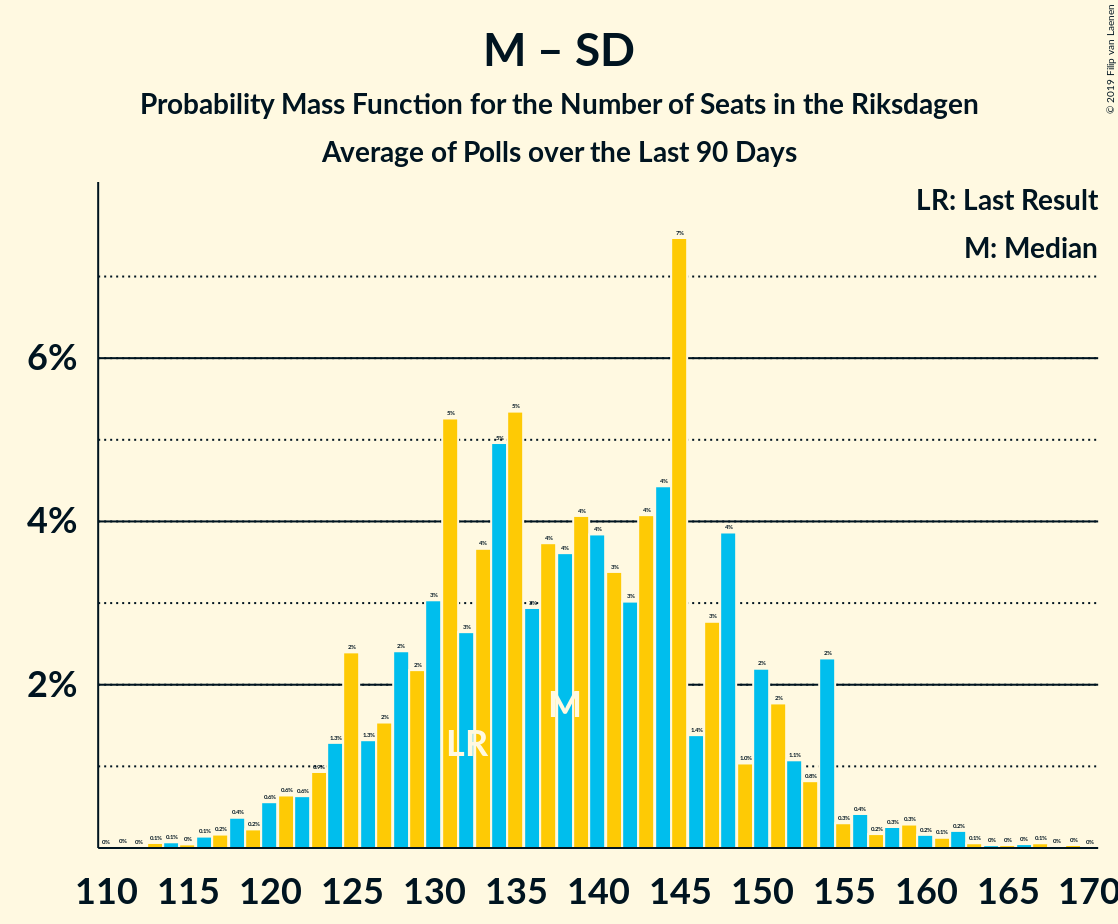 M – SD
Probability Mass Function for the Number of Seats in the Riksdagen
Average of Polls over the Last 90 Days
© 2019 Filip van Laenen
LR: Last Result
M: Median
7%
6%
5% 5% 5%
4% 4% 4% 4% 4% 4% 4% 4%
4%
3% 3% 3% 3% 3% 3%
2% 2% 2% 2% 2% 2% 2%
2%
M
LR
0% 0% 0% 0.1% 0.1% 0% 0.1% 0.2% 0.4% 0.2% 0.6% 0.6% 0.6% 0.9% 1.3% 1.3% 1.4% 1.0% 1.1% 0.8% 0.3% 0.4% 0.2% 0.3% 0.3% 0.2% 0.1% 0.2% 0.1% 0% 0% 0% 0.1% 0% 0% 0%
110 115 120 125 130 135 140 145 150 155 160 165 170